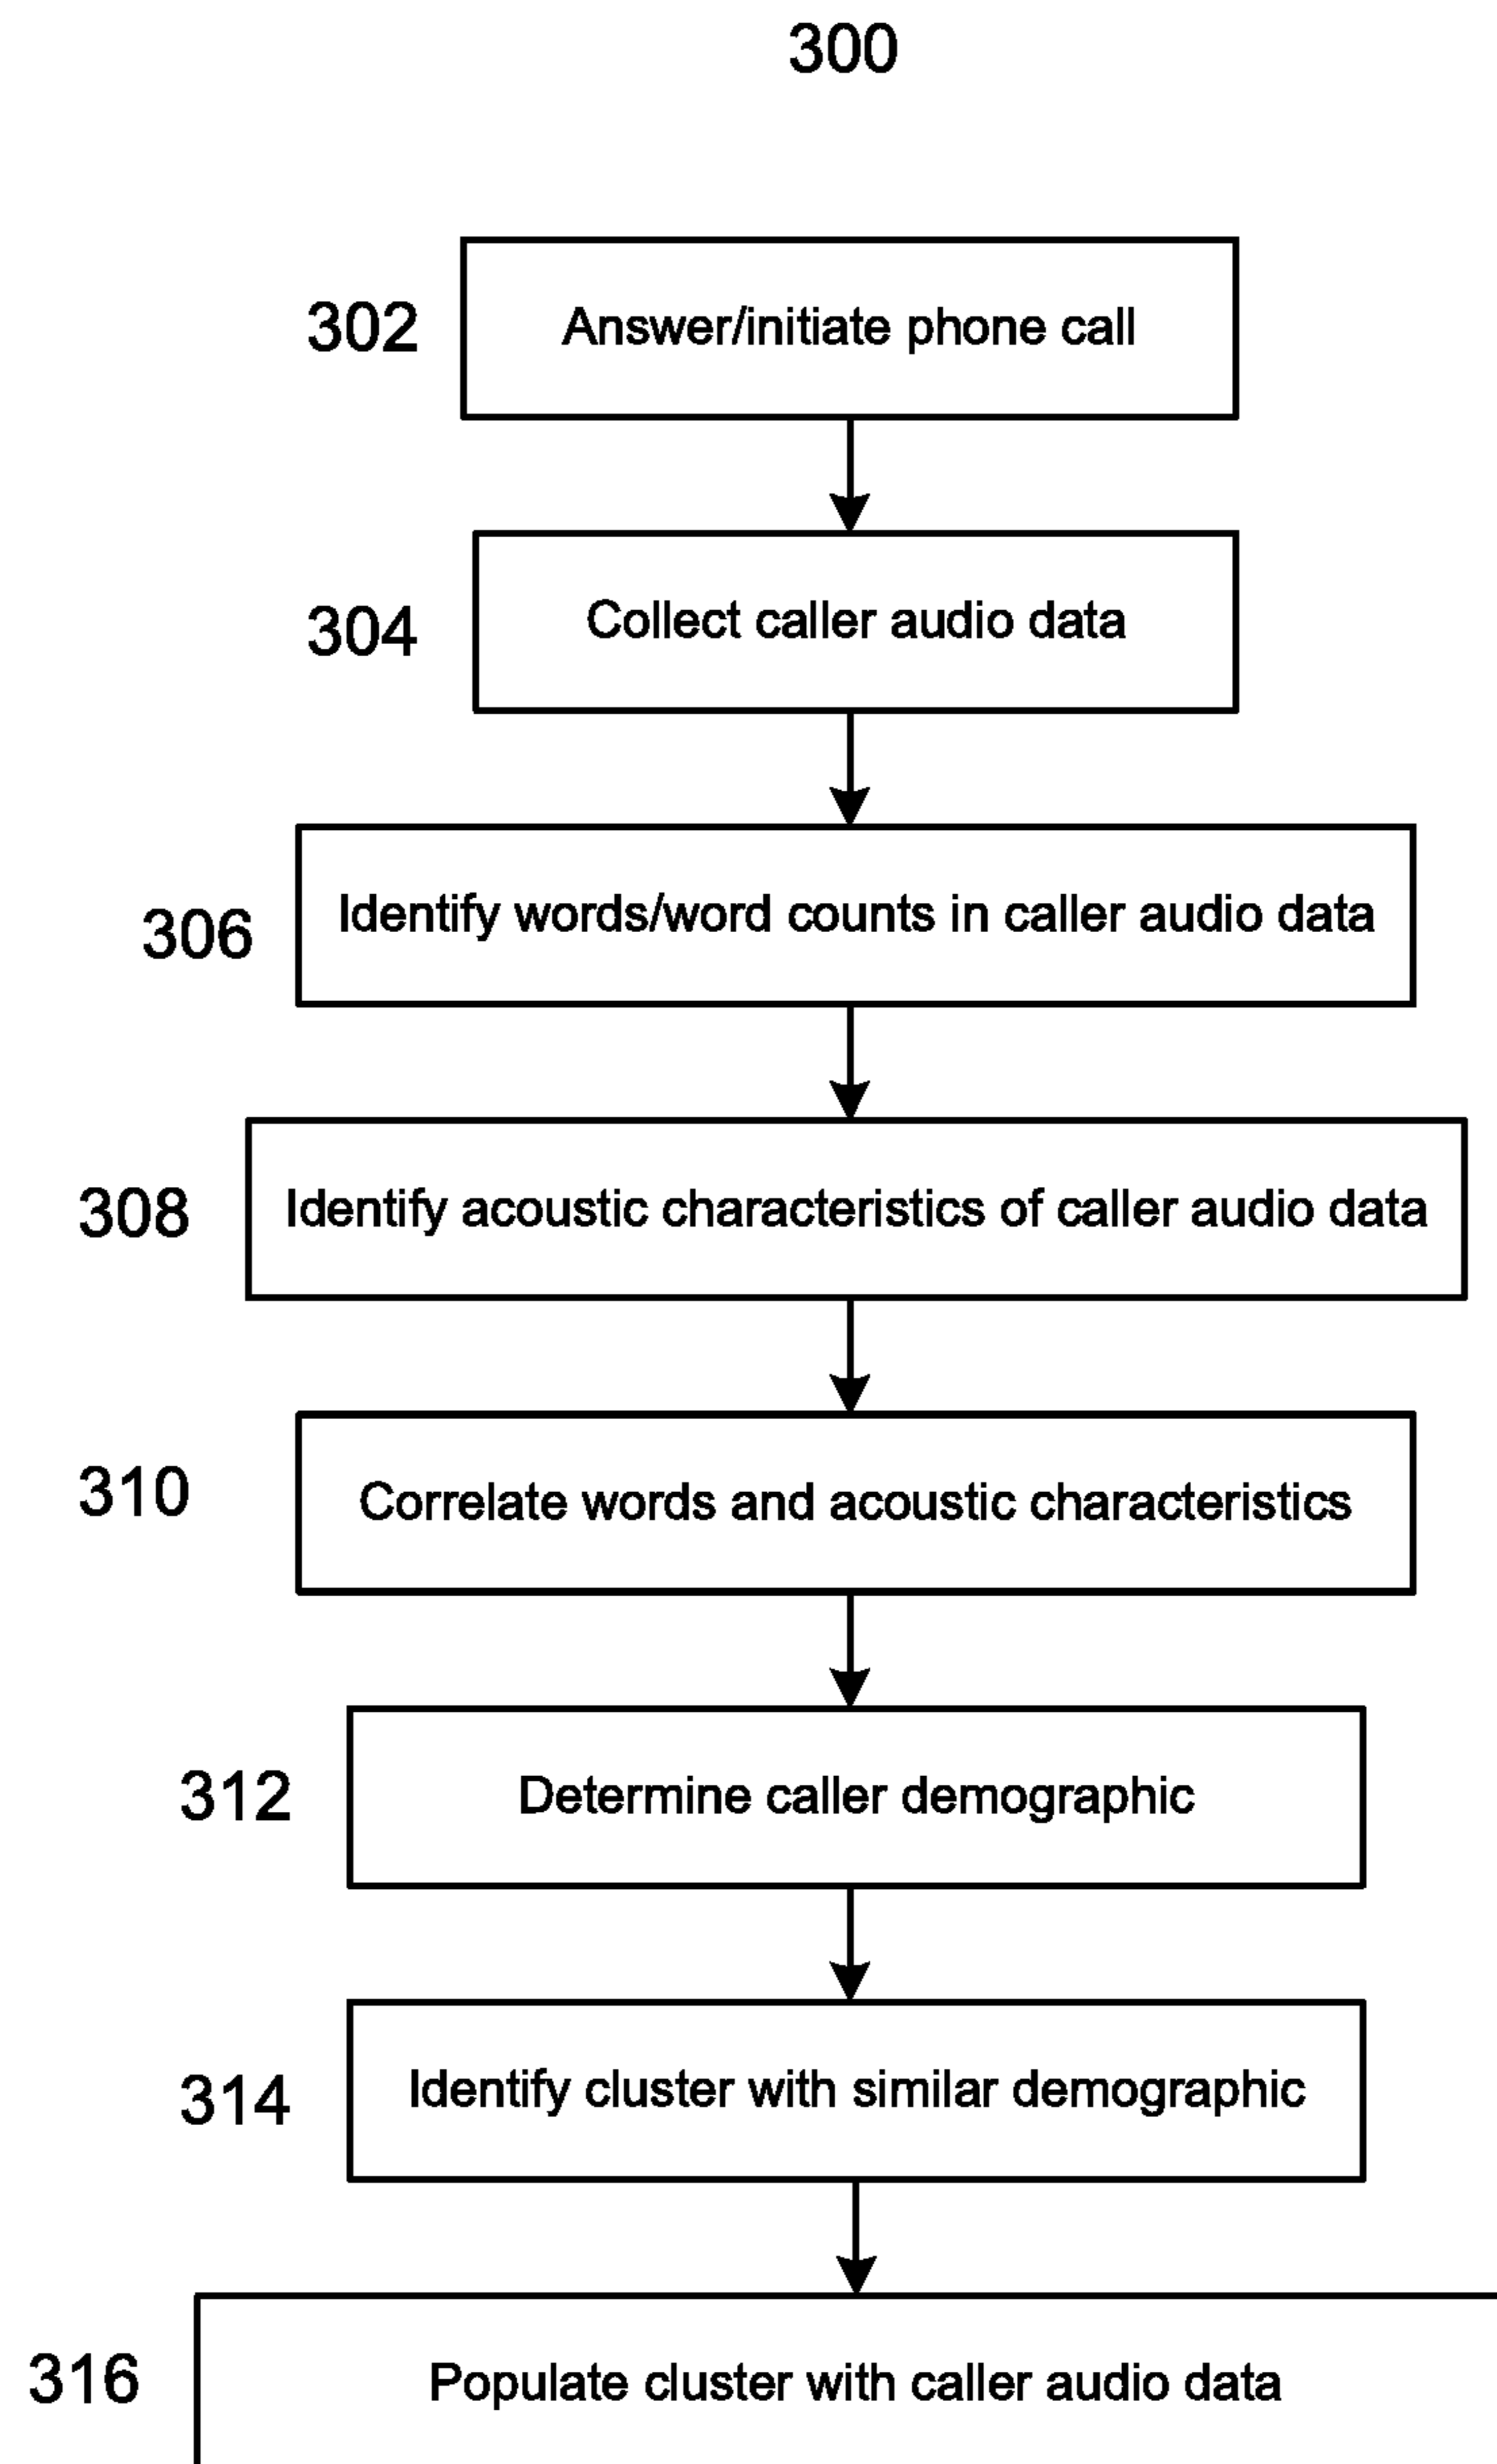 300
302
Answer/initiate phone call
304
Collect caller audio data
306
Identify words/word counts in caller audio data
308
Identify acoustic characteristics of caller audio data
310
Correlate words and acoustic characteristics
312
Determine caller demographic
314
Identify cluster with similar demographic
316
Populate cluster with caller audio data